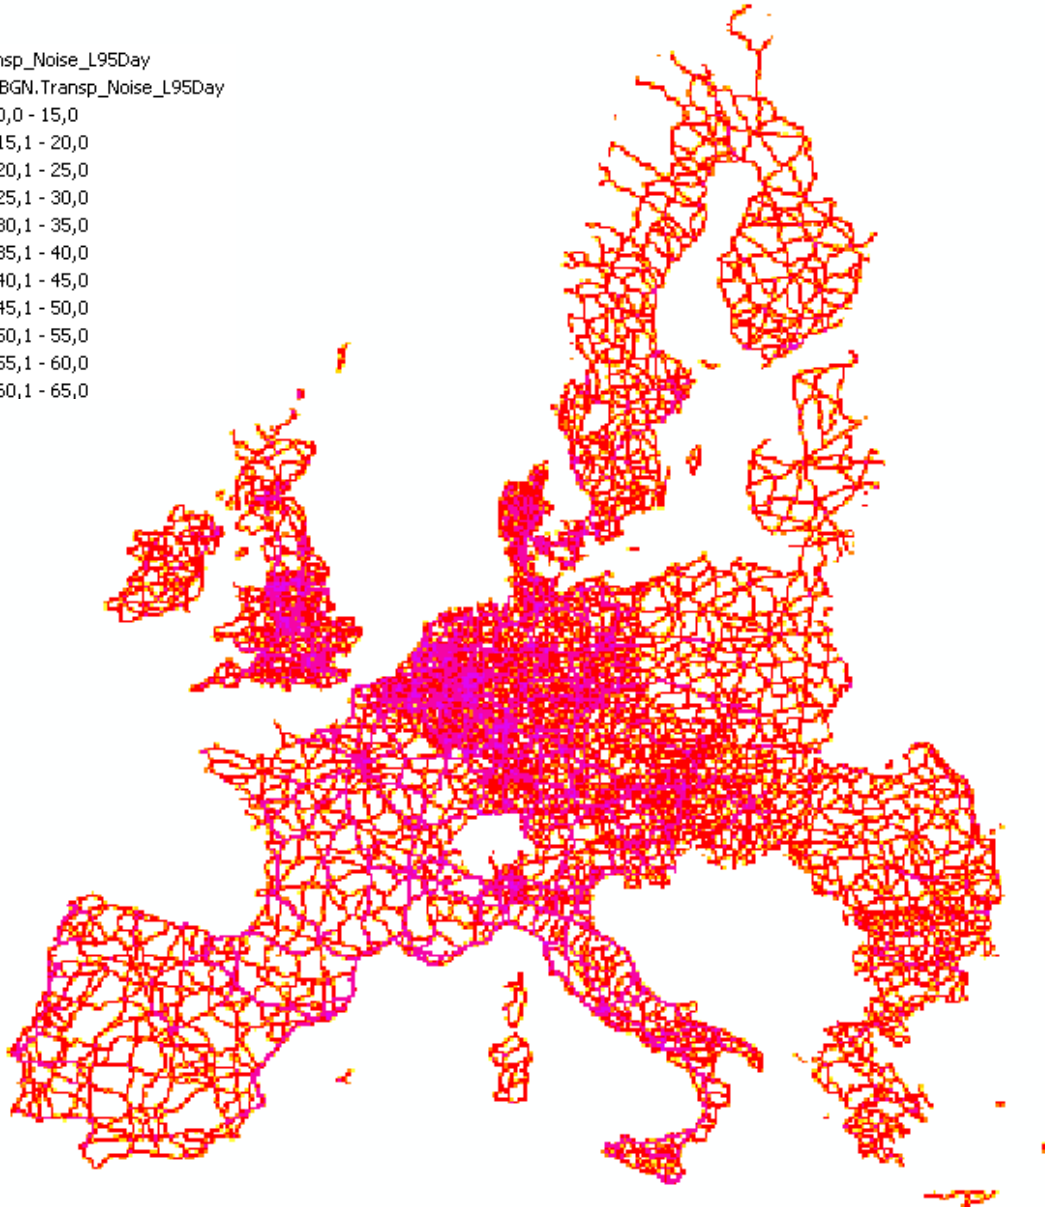 nsp_Noise_L95Day
BGN.Transp_Noise_L95Day
0,0 - 15,0
15,1 - 20,0
20,1 - 25,0
25,1 - 30,0
30,1 - 35,0
35,1 - 40,0
40,1 - 45,0
45,1 - 50,0
50,1 - 55,0
55,1 - 60,0
60,1 - 65,0